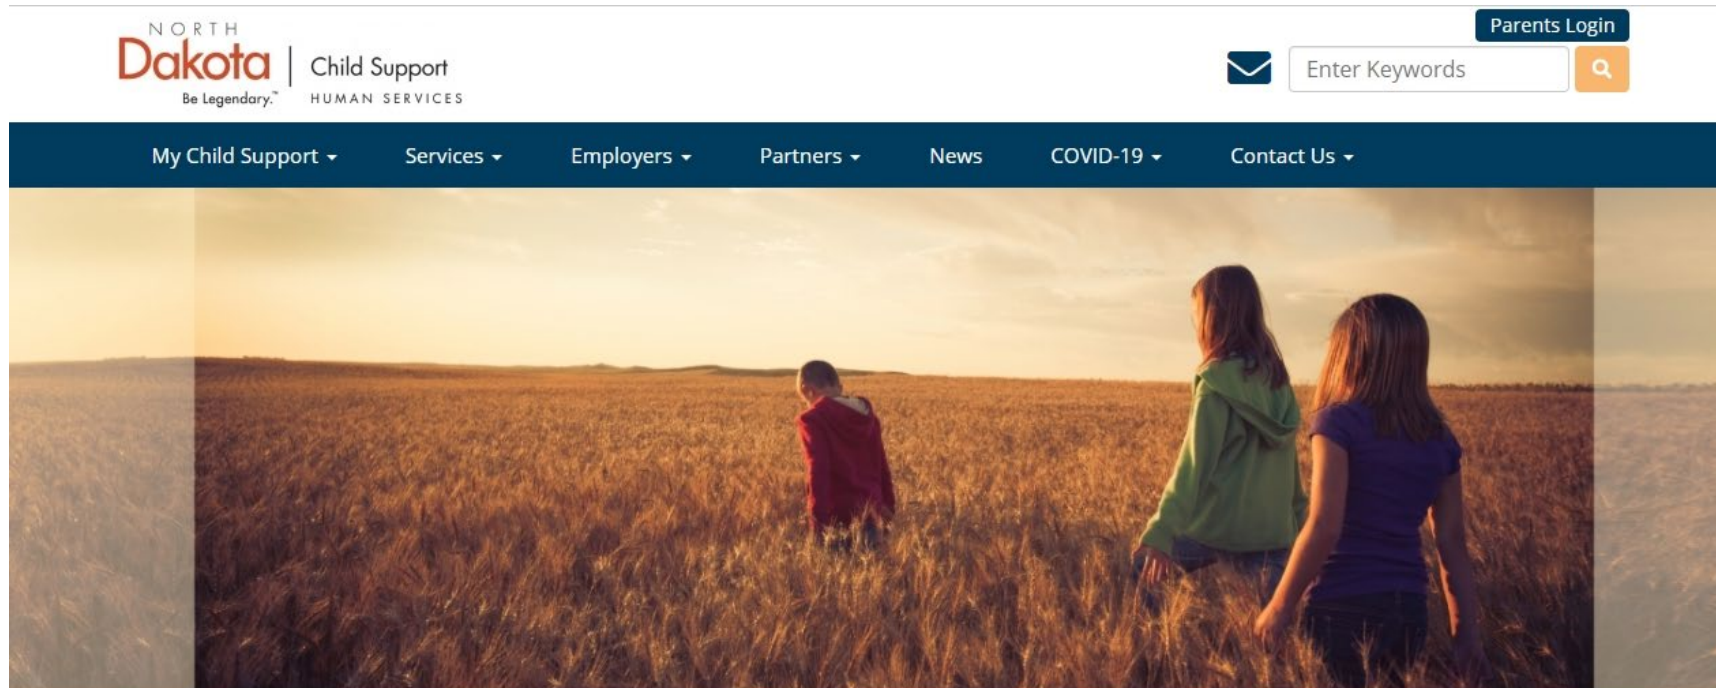 NORTH
Dakota
Be Legendary.™
Child Support
HUMAN SERVICES
Parents Login
Enter Keywords
My Child Support
Services
Employers
Partners
News
COVID-19
Contact Us